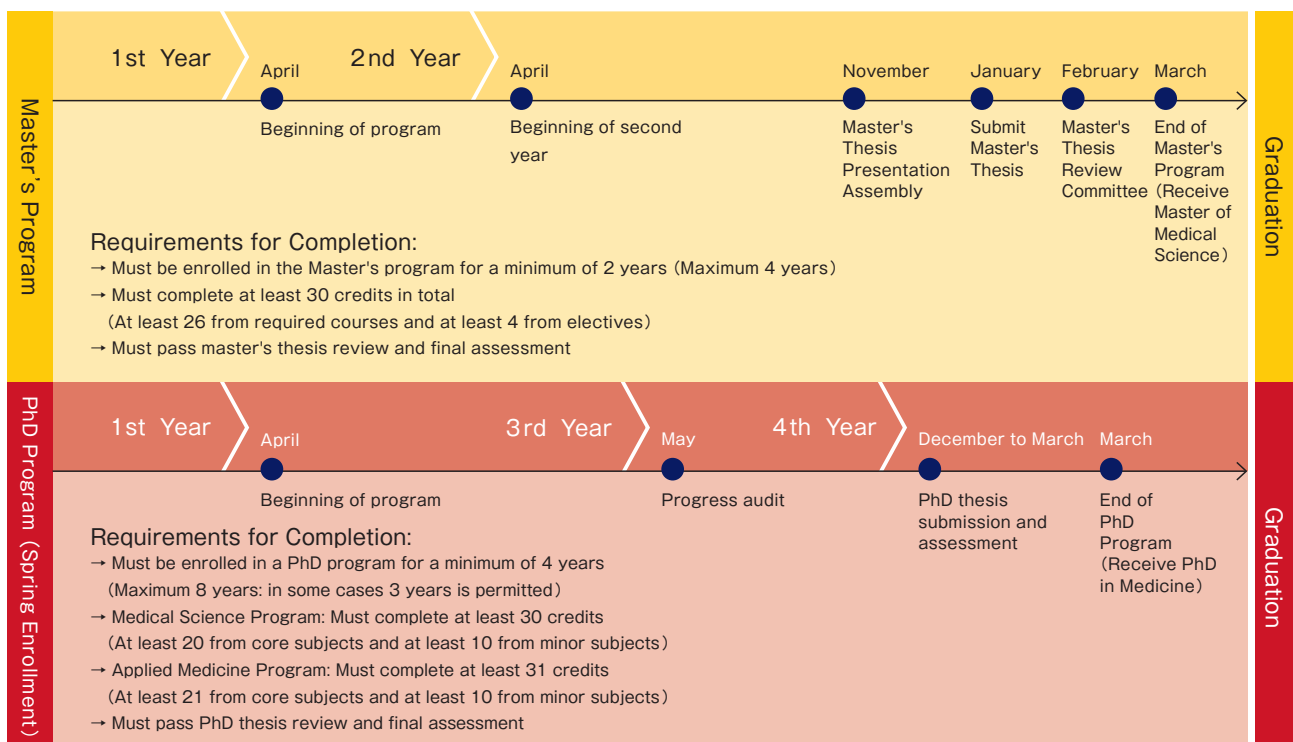 Master's Program
1st Year
2nd Year
April
April
November
January
February
March
Beginning of program
Beginning of second
year
Master's
Thesis
Presentation
Assembly
Submit
Master's
Thesis
Master's
Thesis
Review
Committee
End of
Master's
Program
(Receive
Master of
Medical
Science)
Requirements for Completion:
→ Must be enrolled in the Master's program for a minimum of 2 years (Maximum 4 years)
→ Must complete at least 30 credits in total
(At least 26 from required courses and at least 4 from electives)
→ Must pass master's thesis review and final assessment
Graduation
PhD Program (Spring Enrollment)
1st Year
3rd Year
4th Year
April
May
December to March
March
Beginning of program
Progress audit
PhD thesis
submission and
assessment
End of
PhD
Program
(Receive PhD
in Medicine)
Requirements for Completion:
→ Must be enrolled in a PhD program for a minimum of 4 years
(Maximum 8 years: in some cases 3 years is permitted)
→ Medical Science Program: Must complete at least 30 credits
(At least 20 from core subjects and at least 10 from minor subjects)
→ Applied Medicine Program: Must complete at least 31 credits
(At least 21 from core subjects and at least 10 from minor subjects)
→ Must pass PhD thesis review and final assessment
Graduation